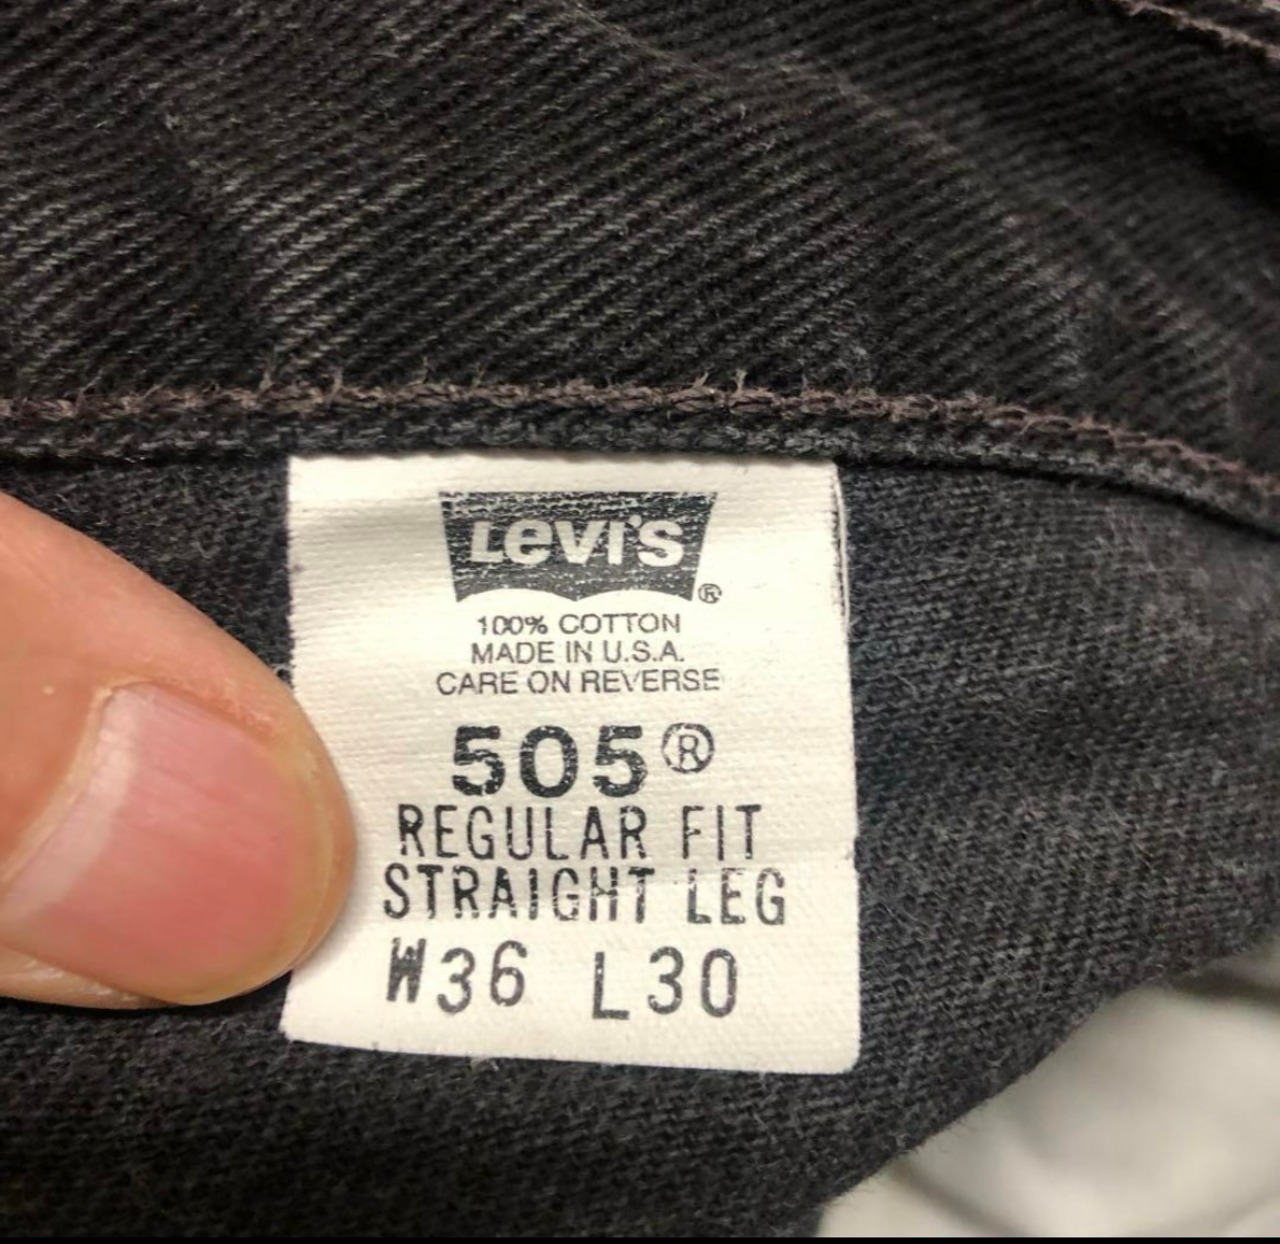 Levi's ®
100% COTTON
MADE IN U.S.A.
CARE ON REVERSE
505®
REGULAR FIT
STRAIGHT LEG
W36 L30